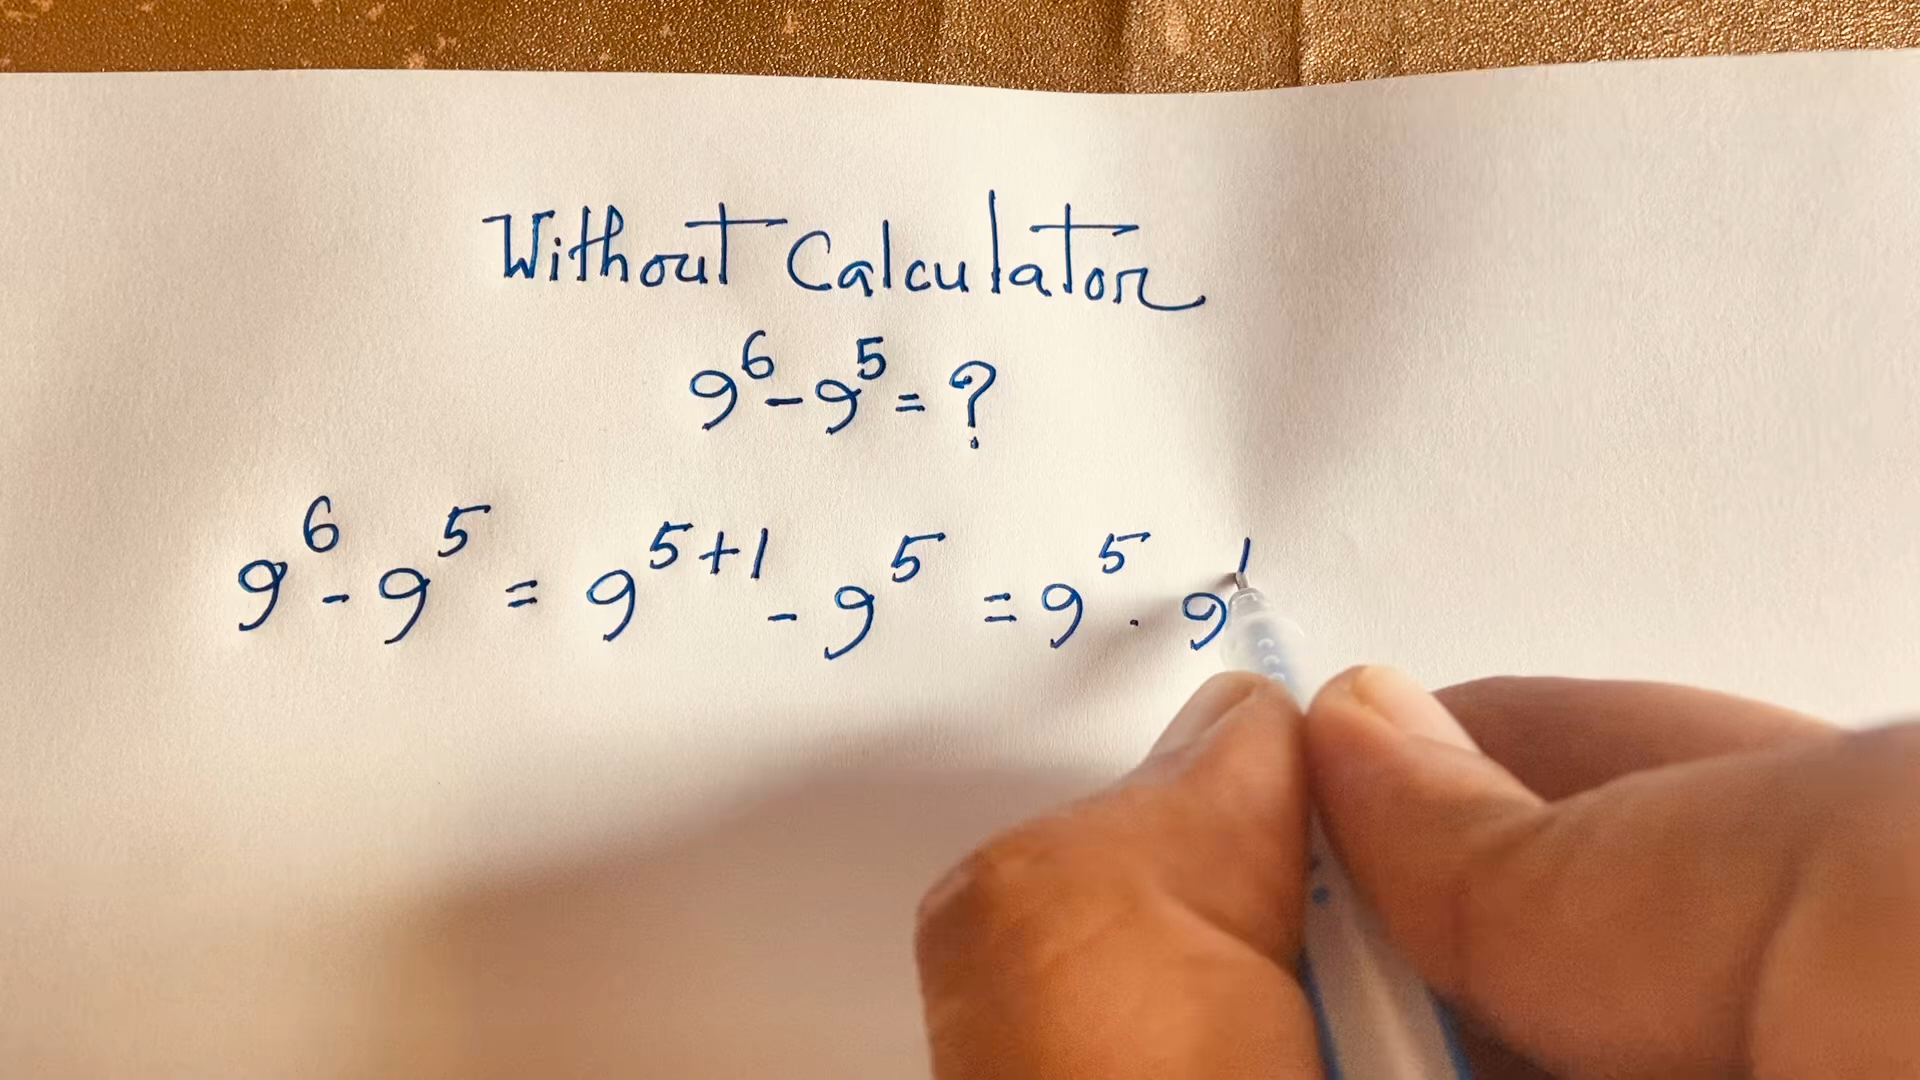 Without Calculator
9⁶ - 9⁵ = ?
9⁶ - 9⁵ = 9⁵⁺¹ - 9⁵ = 9⁵ . 9¹